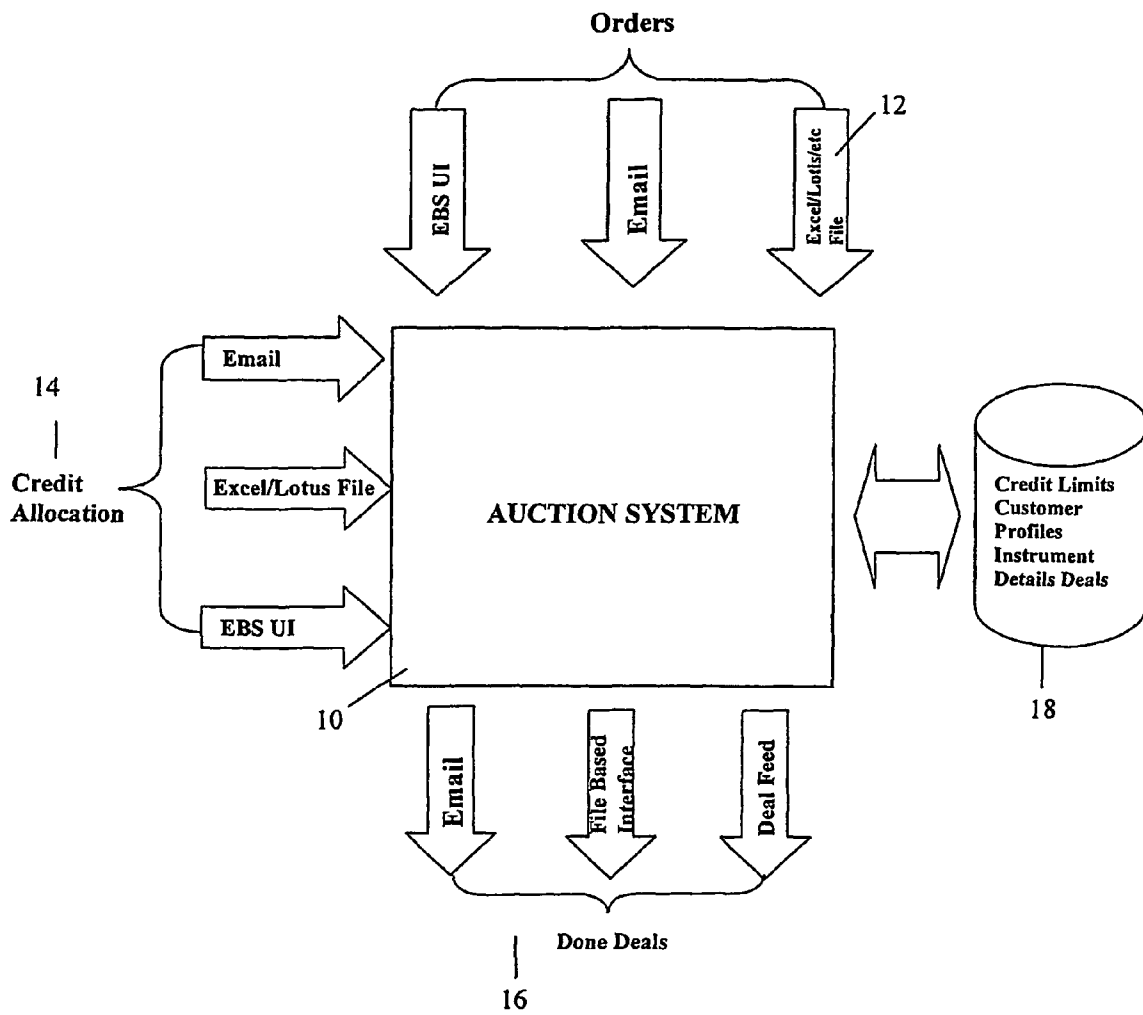 Orders
12
EBS UI
Email
Excel/Lotis/etc
File
Email
14
Credit
Allocation
Excel/Lotus File
AUCTION SYSTEM
EBS UI
Credit Limits
Customer
Profiles
Instrument
Details Deals
10
18
Email
File Based
Interface
Deal Feed
Done Deals
16